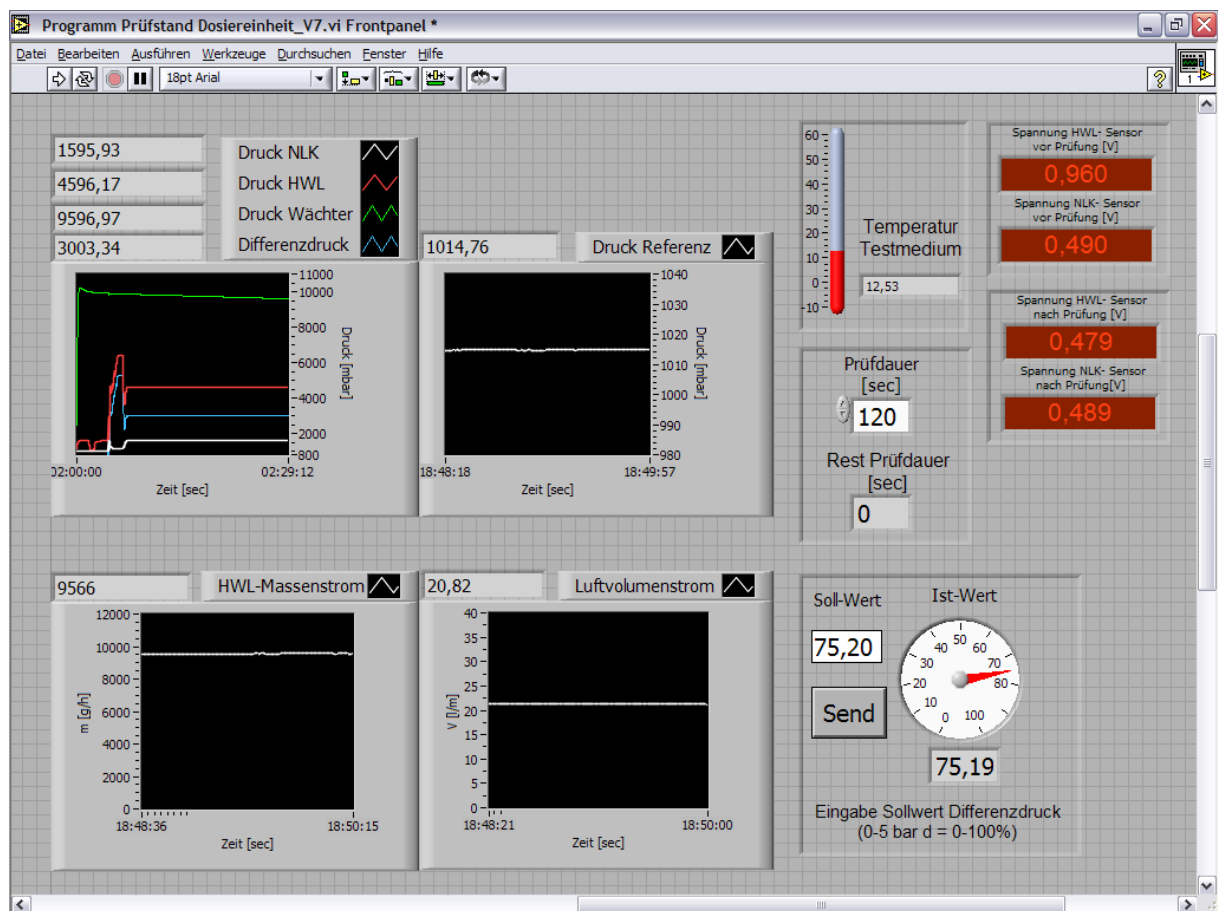 Programm Prüfstand Dosiereinheit_V7.vi Frontpanel *
Datei Bearbeiten Ausführen Werkzeuge Durchsuchen Fenster Hilfe
18pt Arial
1
1595,93
4596,17
9596,97
3003,34
Druck NLK
Druck HWL
Druck Wächter
Differenzdruck
11000
10000
8000
6000
4000
2000
800
Druck [mbar]
02:00:00
02:29:12
Zeit [sec]
1014,76
Druck Referenz
1040
1030
1020
1010
1000
990
980
Druck [mbar]
18:48:18
18:49:57
Zeit [sec]
60
50
40
30
20
10
0
-10
Temperatur
Testmedium
12,53
Spannung HWL- Sensor
vor Prüfung [V]
0,960
Spannung NLK- Sensor
vor Prüfung [V]
0,490
Spannung HWL- Sensor
nach Prüfung [V]
0,479
Spannung NLK- Sensor
nach Prüfung[V]
0,489
Prüfdauer
[sec]
120
Rest Prüfdauer
[sec]
0
9566
HWL-Massenstrom
12000
10000
8000
6000
4000
2000
0
m [g/h]
18:48:36
18:50:15
Zeit [sec]
20,82
Luftvolumenstrom
40
35
30
25
20
15
10
5
0
V [l/m]
18:48:21
18:50:00
Zeit [sec]
Soll-Wert
75,20
Send
Ist-Wert
0
10
20
30
40
50
60
70
80
100
75,19
Eingabe Sollwert Differenzdruck
(0-5 bar d = 0-100%)